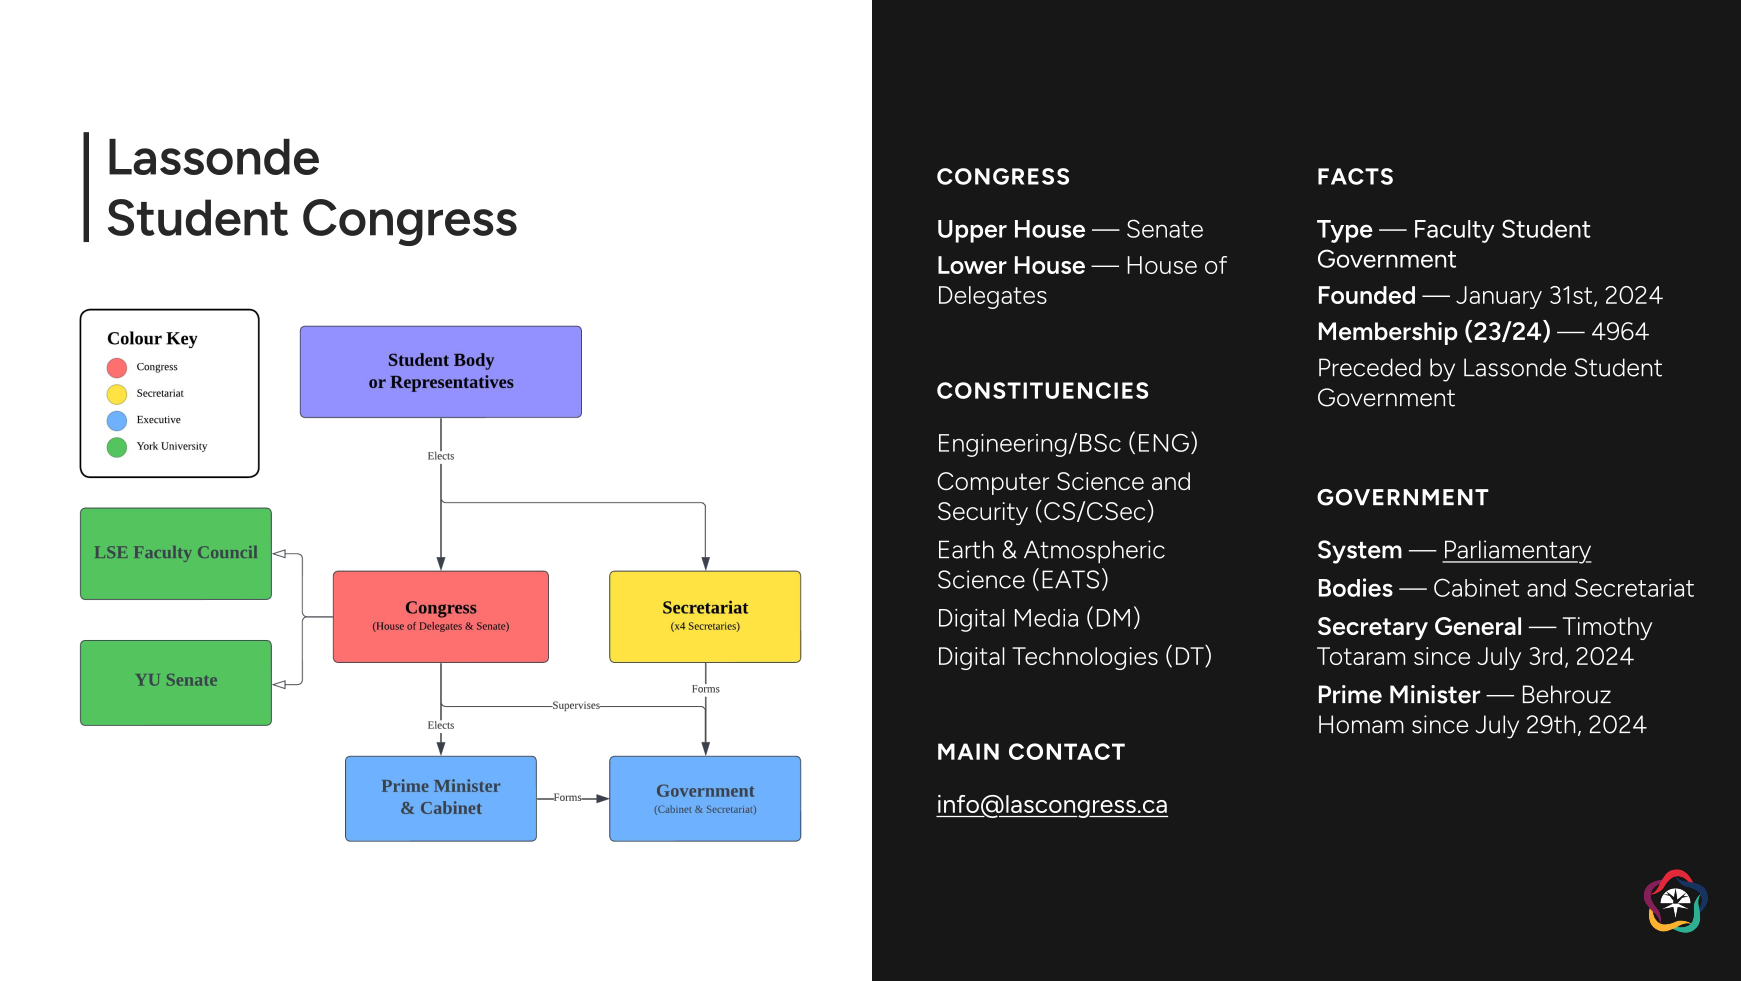 Lassonde
Student Congress
Colour Key
Congress
Secretariat
Executive
York University
Student Body
or Representatives
Elects
LSE Faculty Council
YU Senate
Congress
(House of Delegates & Senate)
Secretariat
(x4 Secretaries)
Forms
Supervises
Elects
Prime Minister
& Cabinet
Forms
Government
(Cabinet & Secretariat)
CONGRESS
Upper House — Senate
Lower House — House of
Delegates
CONSTITUENCIES
Engineering/BSc (ENG)
Computer Science and
Security (CS/CSec)
Earth & Atmospheric
Science (EATS)
Digital Media (DM)
Digital Technologies (DT)
MAIN CONTACT
info@lascongress.ca
FACTS
Type — Faculty Student
Government
Founded — January 31st, 2024
Membership (23/24) — 4964
Preceded by Lassonde Student
Government
GOVERNMENT
System — Parliamentary
Bodies — Cabinet and Secretariat
Secretary General — Timothy
Totaram since July 3rd, 2024
Prime Minister — Behrouz
Homam since July 29th, 2024